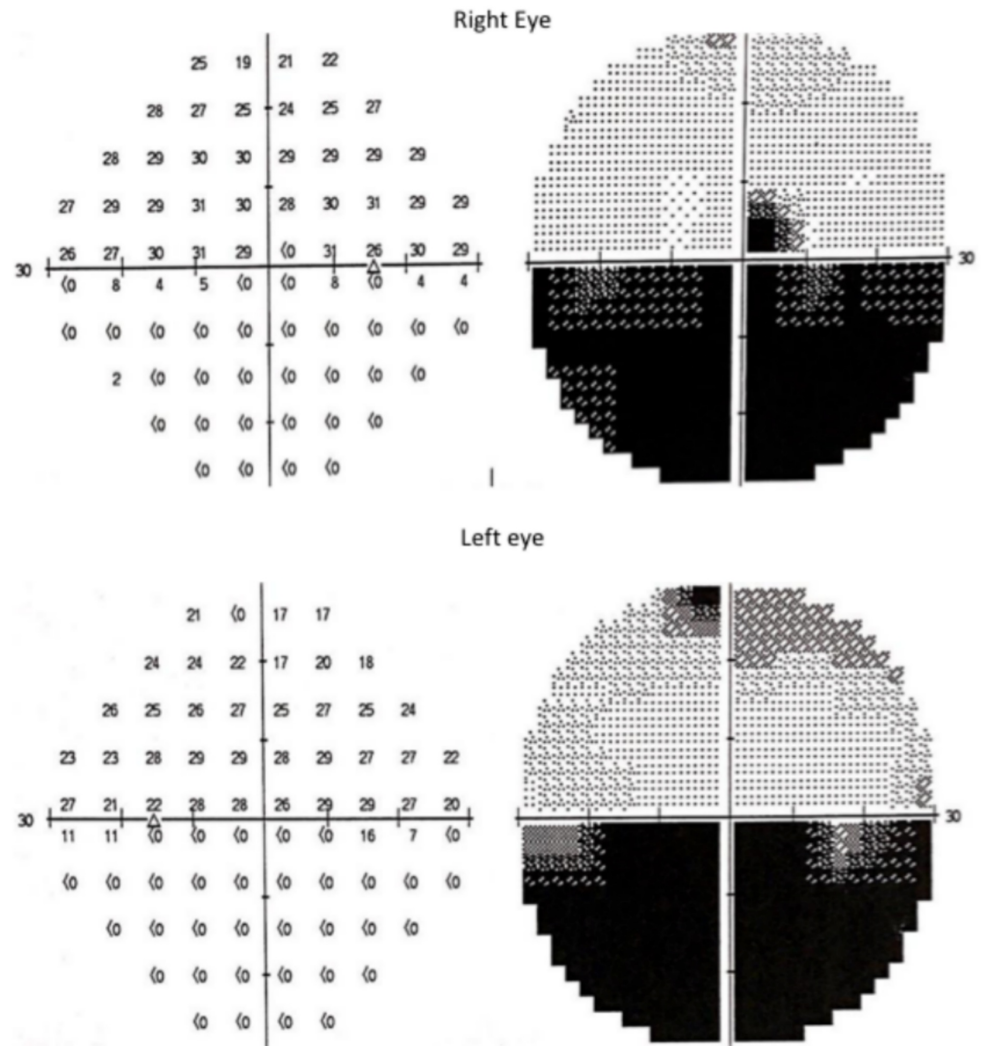 Right Eye
25 19 21 22
28 27 25 24 25 27
28 29 30 30 29 29 29 29
27 29 29 31 30 28 30 31 29 29
26 27 30 31 29 <0 31 26 30 29
30 30
<0 8 4 5 <0 <0 8 <0 4 4
<0 <0 <0 <0 <0 <0 <0 <0 <0 <0
2 <0 <0 <0 <0 <0 <0 <0
<0 <0 <0 <0 <0 <0
<0 <0 <0 <0
Left eye
21 <0 17 17
24 24 22 17 20 18
26 25 26 27 25 27 25 24
23 23 28 29 29 28 29 27 27 22
27 21 22 28 28 26 29 29 27 20
30 30
11 11 <0 <0 <0 <0 <0 16 7 <0
<0 <0 <0 <0 <0 <0 <0 <0 <0 <0
<0 <0 <0 <0 <0 <0 <0 <0
<0 <0 <0 <0 <0 <0
<0 <0 <0 <0